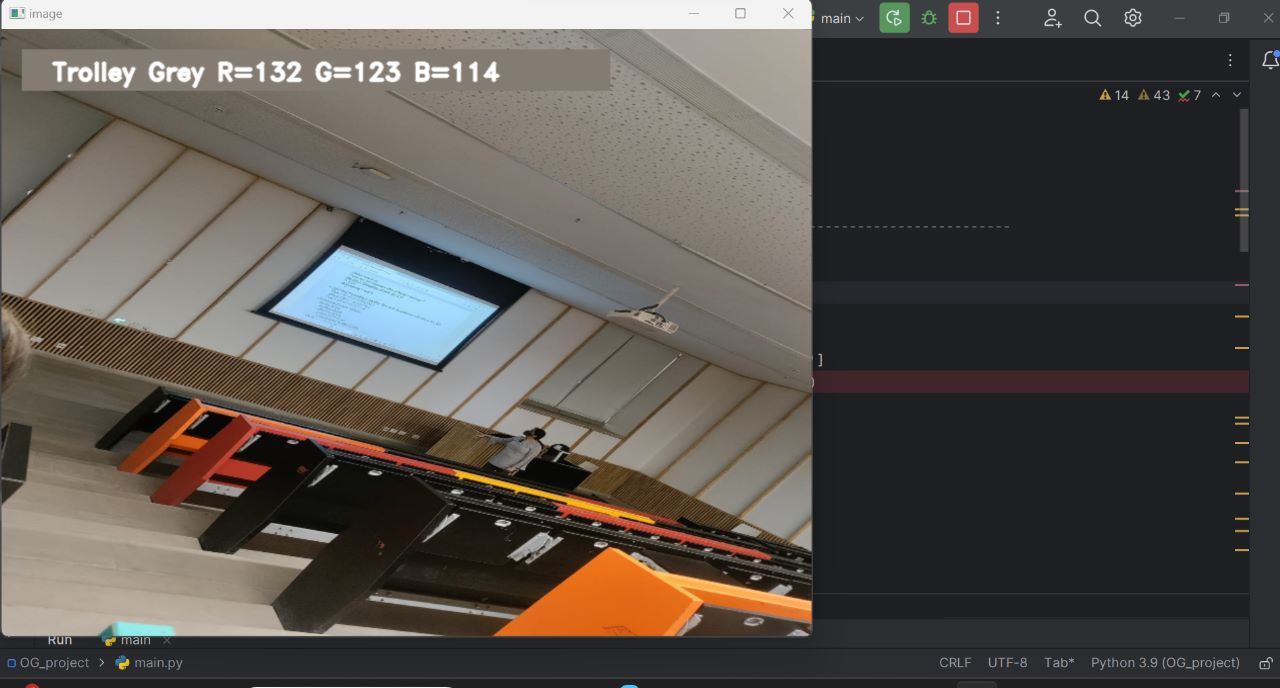 image
main
Trolley Grey R=132 G=123 B=114
14 43 7
]
)
Run main
OG_project > main.py
CRLF UTF-8 Tab* Python 3.9 (OG_project)